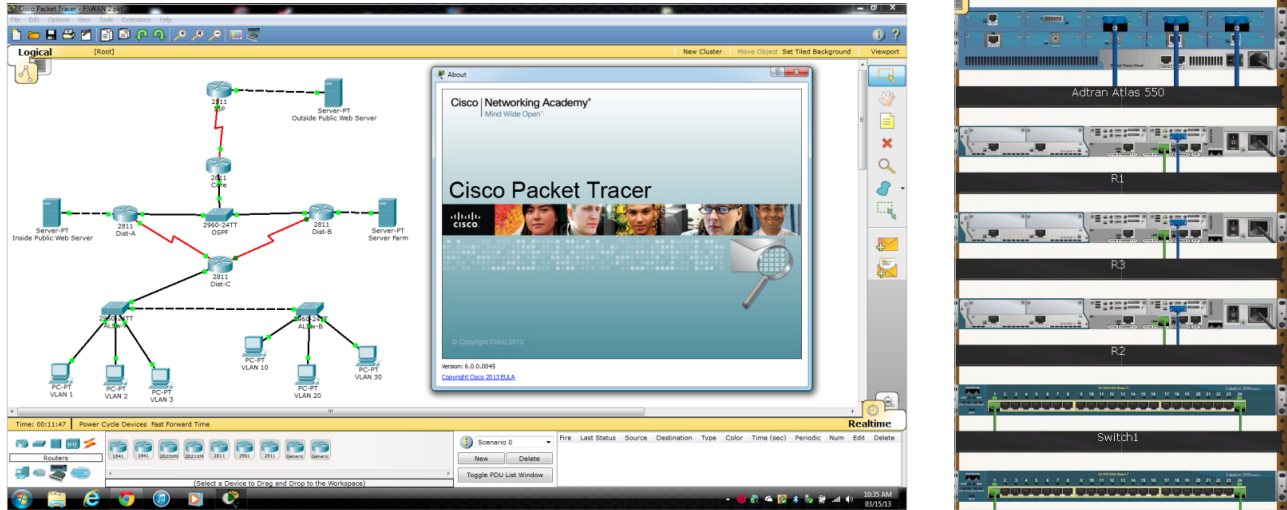 Cisco Packet Tracer - F:\WAN 2.pkt
File Edit Options View Tools Extensions Help
Logical
[Root]
New Cluster
Move Object
Set Tiled Background
Viewport
2811
ISP
Server-PT
Outside Public Web Server
2811
Core
Server-PT
Inside Public Web Server
2811
Dist-A
2960-24TT
OSPF
2811
Dist-B
Server-PT
Server Farm
2811
Dist-C
2960-24TT
ALSw-A
2960-24TT
ALSw-B
PC-PT
VLAN 1
PC-PT
VLAN 2
PC-PT
VLAN 3
PC-PT
VLAN 10
PC-PT
VLAN 20
PC-PT
VLAN 30
About
Cisco Networking Academy®
Mind Wide Open™
Cisco Packet Tracer
CISCO
© Copyright Cisco 2013
Version: 6.0.0.0045
Copyright Cisco 2013 EULA
Time: 00:11:47
Power Cycle Devices Fast Forward Time
Realtime
Routers
1841 1941 2620XM 2621XM 2811 2901 2911 Generic Generic
(Select a Device to Drag and Drop to the Workspace)
Scenario 0
New
Delete
Toggle PDU List Window
Fire Last Status Source Destination Type Color Time (sec) Periodic Num Edit Delete
10:35 AM
03/15/13
Adtran Atlas 550
R1
R3
R2
Switch1